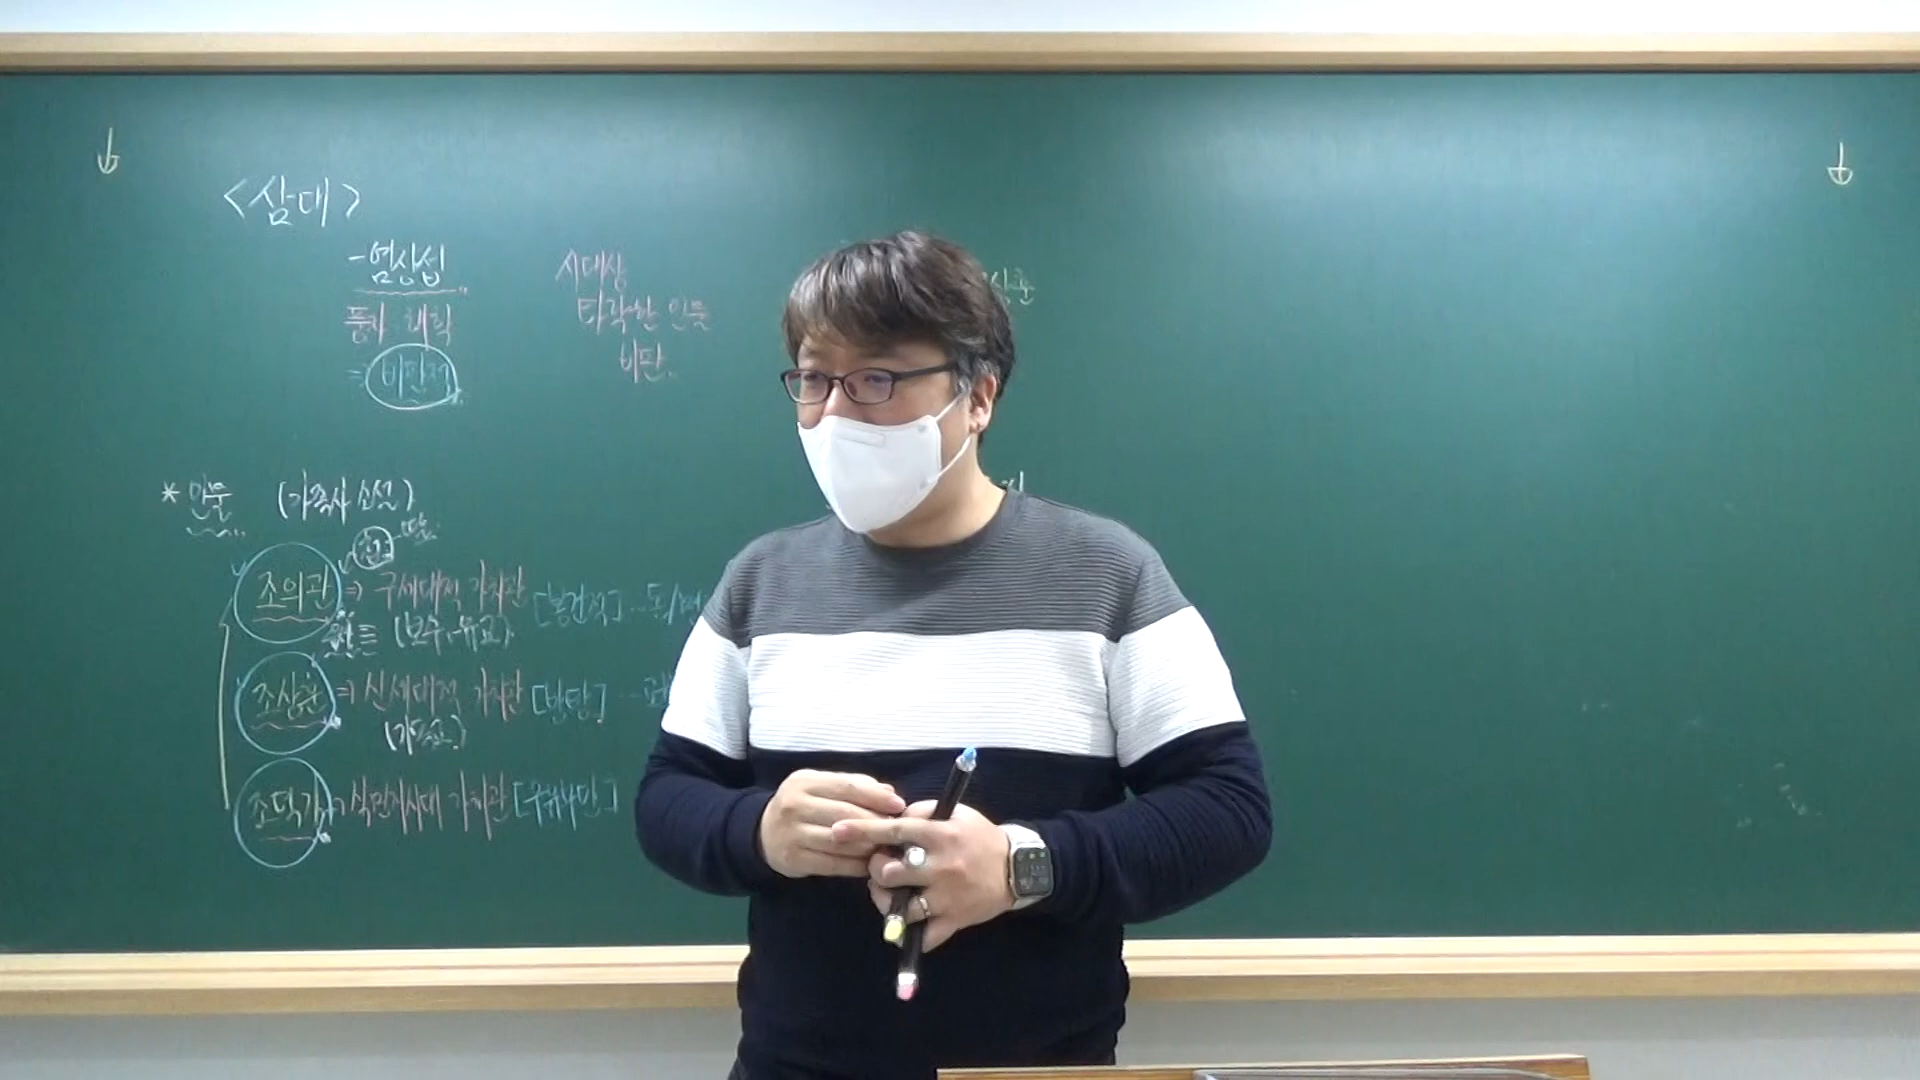 <삼대>
-염상섭
풍자 해학
비판적
시대상
타락한 인물
비판
상훈
* 인물 (가족사 소설)
조의관 => 구세대적 가치관 [봉건적]
(보수, 유교)
조상훈 => 신세대적 가치관 [방탕]
(기독교)
조덕기 식민지시대 가치관 [우유부단]